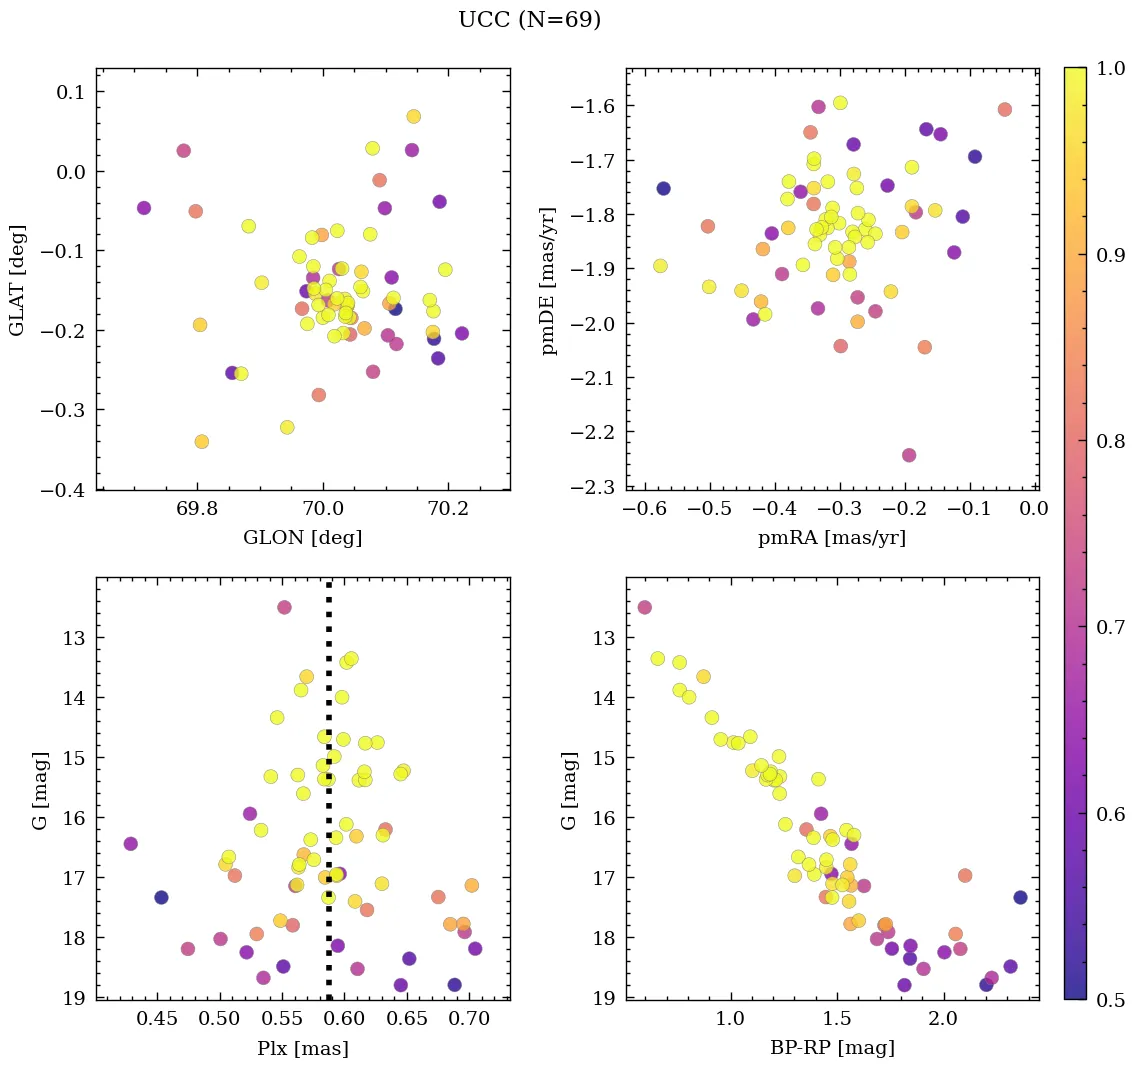 UCC (N=69)
0.1
0.0
−0.1
−0.2
−0.3
−0.4
GLAT [deg]
69.8 70.0 70.2
GLON [deg]
−1.6
−1.7
−1.8
−1.9
−2.0
−2.1
−2.2
−2.3
pmDE [mas/yr]
−0.6 −0.5 −0.4 −0.3 −0.2 −0.1 0.0
pmRA [mas/yr]
13
14
15
16
17
18
19
G [mag]
0.45 0.50 0.55 0.60 0.65 0.70
Plx [mas]
13
14
15
16
17
18
19
G [mag]
1.0 1.5 2.0
BP-RP [mag]
1.0
0.9
0.8
0.7
0.6
0.5